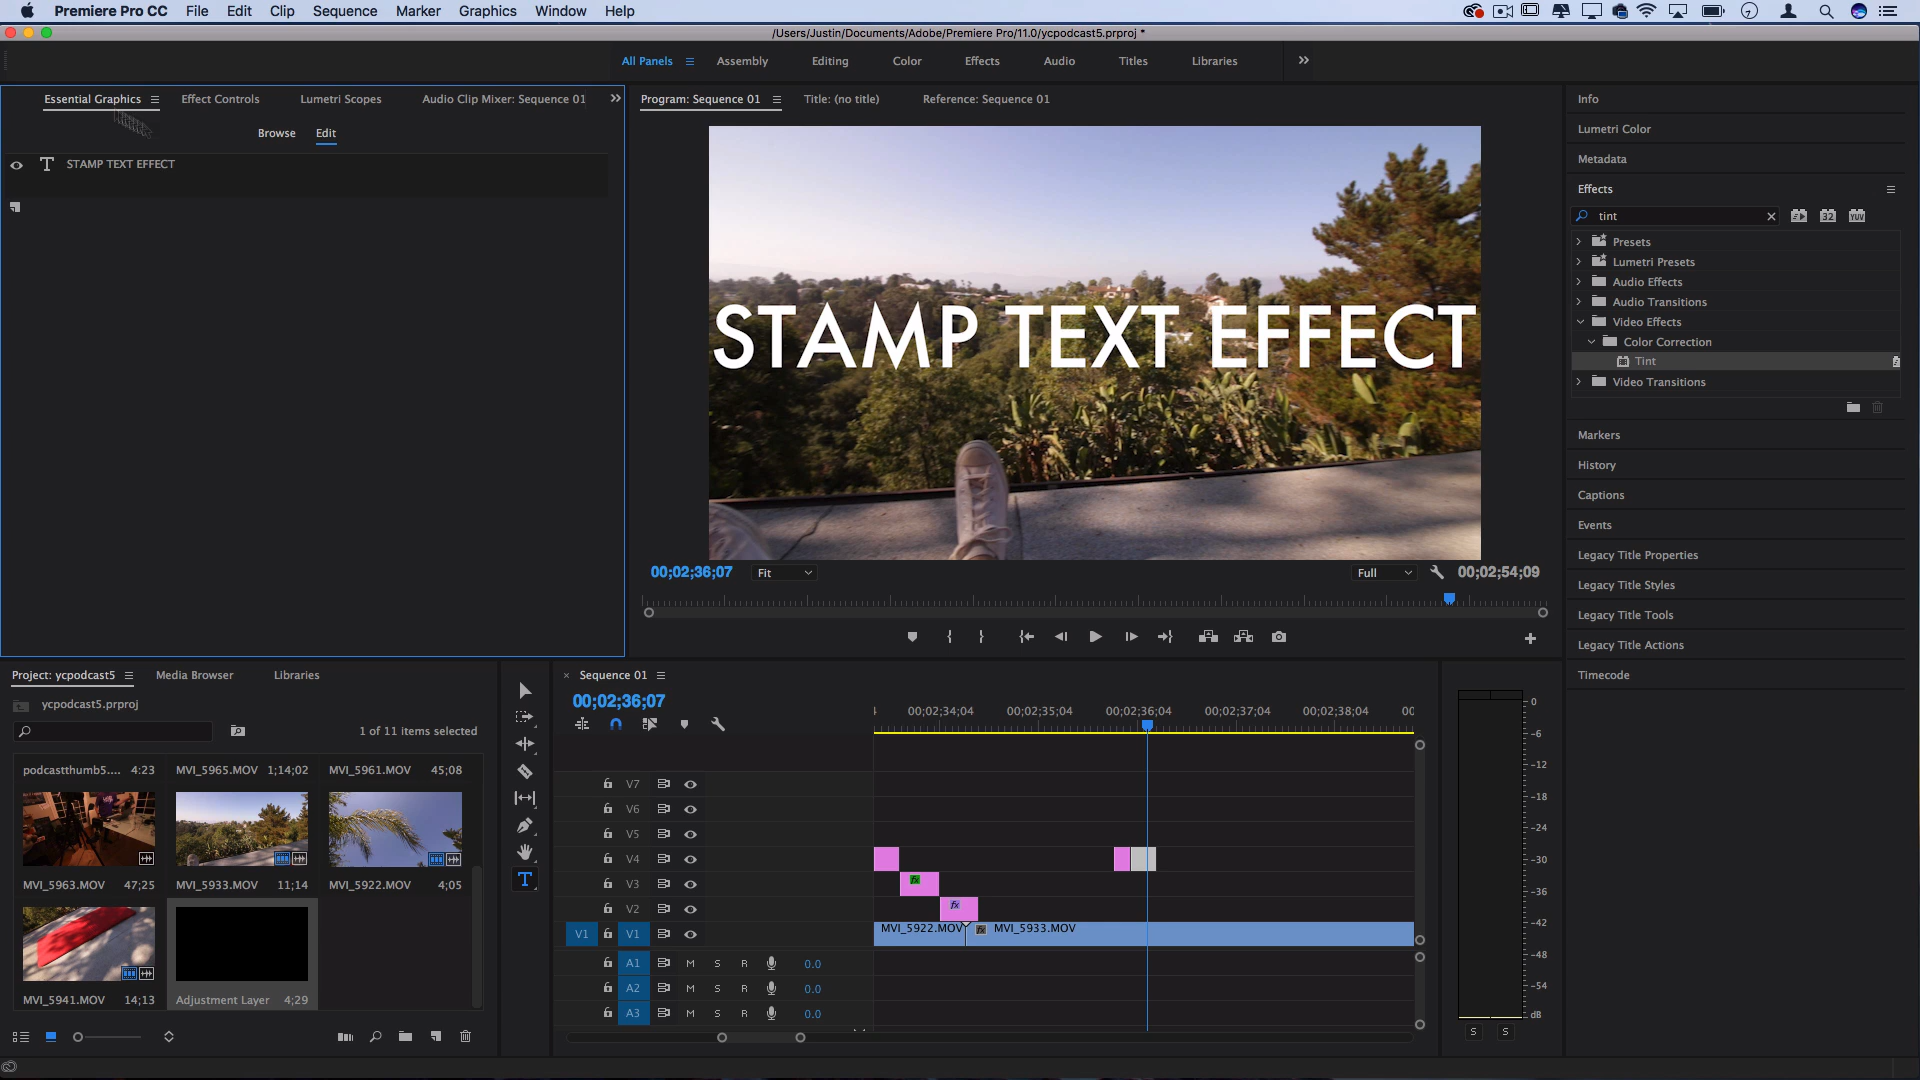 Premiere Pro CC File Edit Clip Sequence Marker Graphics Window Help
/Users/Justin/Documents/Adobe/Premiere Pro/11.0/ycpodcast5.prproj *
All Panels Assembly Editing Color Effects Audio Titles Libraries
Essential Graphics Effect Controls Lumetri Scopes Audio Clip Mixer: Sequence 01
Browse Edit
STAMP TEXT EFFECT
Program: Sequence 01 Title: (no title) Reference: Sequence 01
STAMP TEXT EFFECT
00;02;36;07 Fit Full 00;02;54;09
Info
Lumetri Color
Metadata
Effects
tint 32 YUV
Presets
Lumetri Presets
Audio Effects
Audio Transitions
Video Effects
Color Correction
Tint
Video Transitions
Markers
History
Captions
Events
Legacy Title Properties
Legacy Title Styles
Legacy Title Tools
Legacy Title Actions
Timecode
Project: ycpodcast5 Media Browser Libraries
ycpodcast5.prproj
1 of 11 items selected
podcastthumb5.... 4:23 MVI_5965.MOV 1;14;02 MVI_5961.MOV 45;08
MVI_5963.MOV 47;25 MVI_5933.MOV 11;14 MVI_5922.MOV 4;05
MVI_5941.MOV 14;13 Adjustment Layer 4;29
T
Sequence 01
00;02;36;07
4 00;02;34;04 00;02;35;04 00;02;36;04 00;02;37;04 00;02;38;04 00
V7
V6
V5
V4
V3 fx
V2 fx
V1 V1 MVI_5922.MOV fx MVI_5933.MOV
A1 M S R 0.0
A2 M S R 0.0
A3 M S R 0.0
0
-6
-12
-18
-24
-30
-36
-42
-48
-54
dB
S S